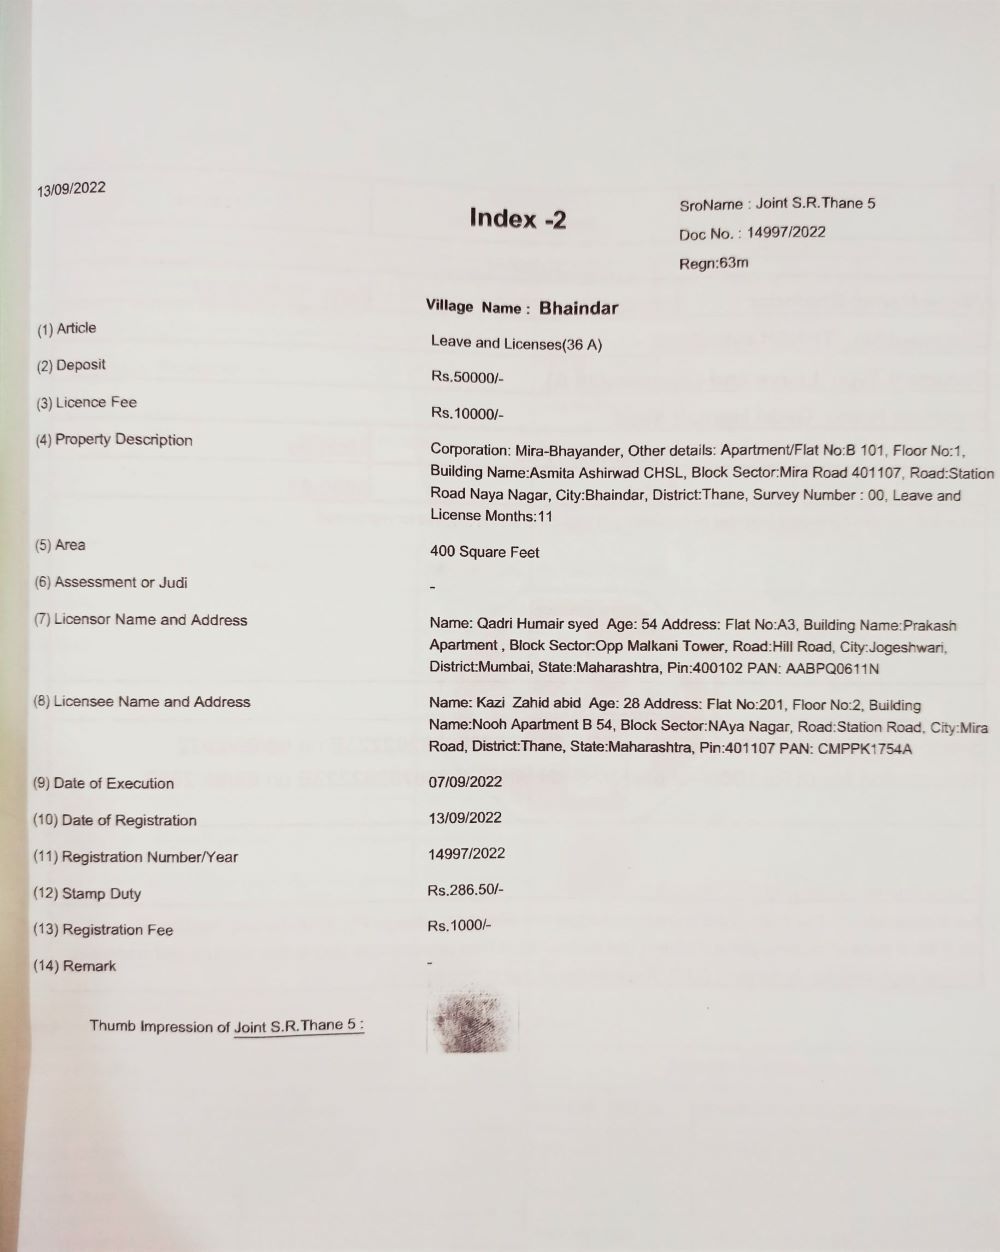 13/09/2022
Index -2
SroName : Joint S.R.Thane 5
Doc No. : 14997/2022
Regn:63m
Village Name : Bhaindar
(1) Article
Leave and Licenses(36 A)
(2) Deposit
Rs.50000/-
(3) Licence Fee
Rs.10000/-
(4) Property Description
Corporation: Mira-Bhayander, Other details: Apartment/Flat No:B 101, Floor No:1,
Building Name:Asmita Ashirwad CHSL, Block Sector:Mira Road 401107, Road:Station
Road Naya Nagar, City:Bhaindar, District:Thane, Survey Number : 00, Leave and
License Months:11
(5) Area
400 Square Feet
(6) Assessment or Judi
-
(7) Licensor Name and Address
Name: Qadri Humair syed Age: 54 Address: Flat No:A3, Building Name:Prakash
Apartment , Block Sector:Opp Malkani Tower, Road:Hill Road, City:Jogeshwari,
District:Mumbai, State:Maharashtra, Pin:400102 PAN: AABPQ0611N
(8) Licensee Name and Address
Name: Kazi Zahid abid Age: 28 Address: Flat No:201, Floor No:2, Building
Name:Nooh Apartment B 54, Block Sector:NAya Nagar, Road:Station Road, City:Mira
Road, District:Thane, State:Maharashtra, Pin:401107 PAN: CMPPK1754A
(9) Date of Execution
07/09/2022
(10) Date of Registration
13/09/2022
(11) Registration Number/Year
14997/2022
(12) Stamp Duty
Rs.286.50/-
(13) Registration Fee
Rs.1000/-
(14) Remark
-
Thumb Impression of Joint S.R.Thane 5 :